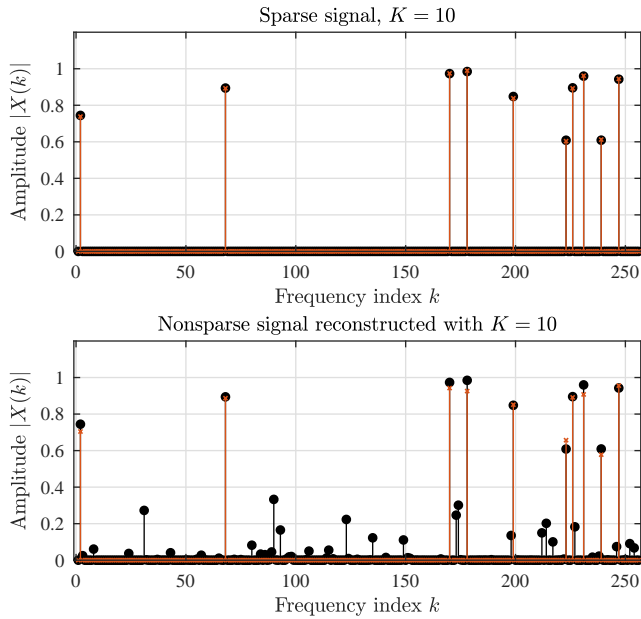 Sparse signal, K = 10
Amplitude |X(k)|
1
0.8
0.6
0.4
0.2
0
0 50 100 150 200 250
Frequency index k
Nonsparse signal reconstructed with K = 10
Amplitude |X(k)|
1
0.8
0.6
0.4
0.2
0
0 50 100 150 200 250
Frequency index k